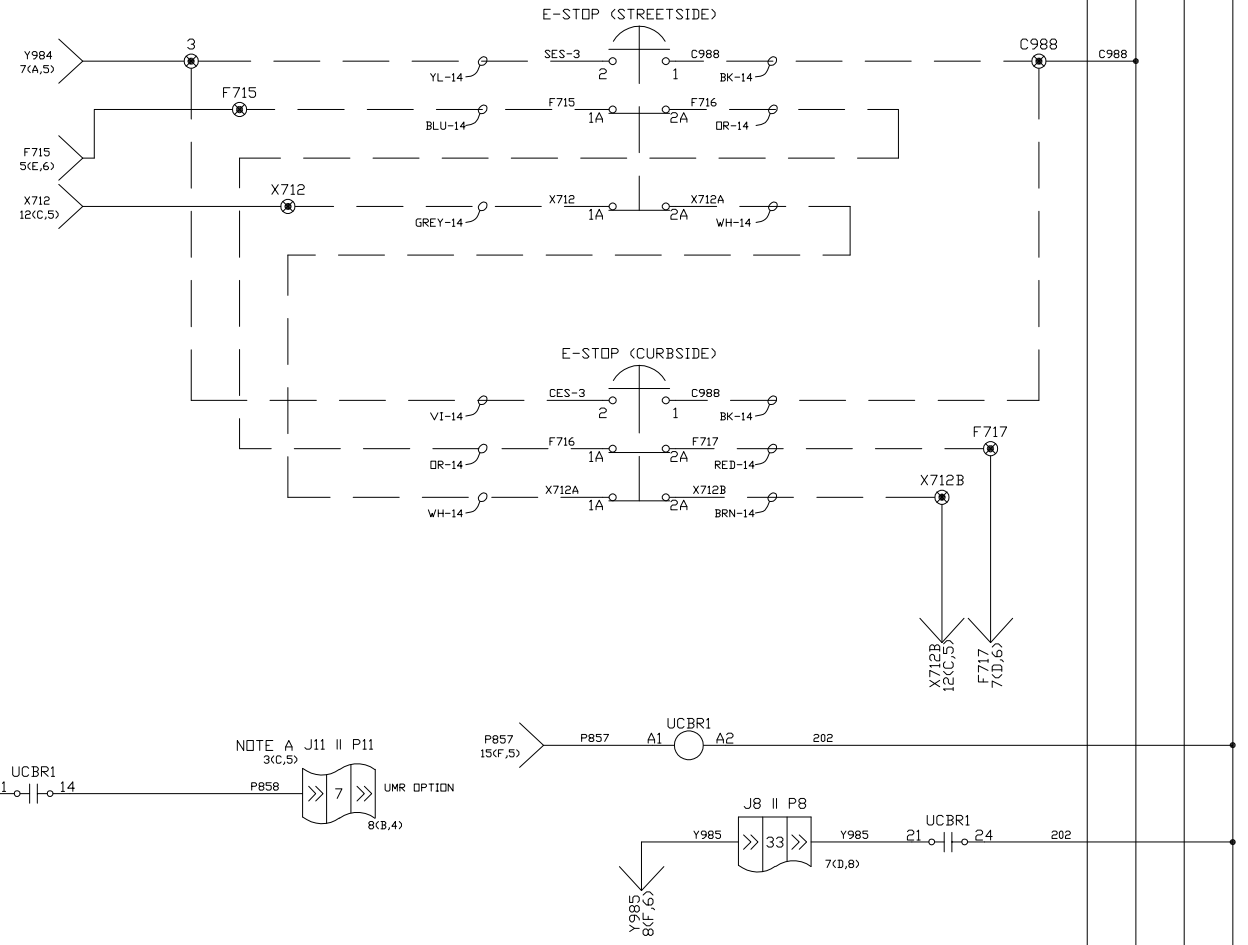 E-STOP (STREETSIDE)
Y984
7(A,5)
3
SES-3
C988
C988
C988
YL-14
2
1
BK-14
F715
F715
F716
BLU-14
1A
2A
OR-14
F715
5(E,6)
X712
12(C,5)
X712
X712
X712A
GREY-14
1A
2A
WH-14
E-STOP (CURBSIDE)
CES-3
C988
VI-14
2
1
BK-14
F716
F717
F717
OR-14
1A
2A
RED-14
X712A
X712B
X712B
WH-14
1A
2A
BRN-14
X712B
12(C,5)
F717
7(D,6)
UCBR1
P857
15(F,5)
P857
A1
A2
202
NOTE A J11 || P11
3(C,5)
UCBR1
1
14
P858
7
UMR OPTION
8(B,4)
J8 || P8
UCBR1
Y985
33
Y985
21
24
202
7(D,8)
Y985
8(F,6)